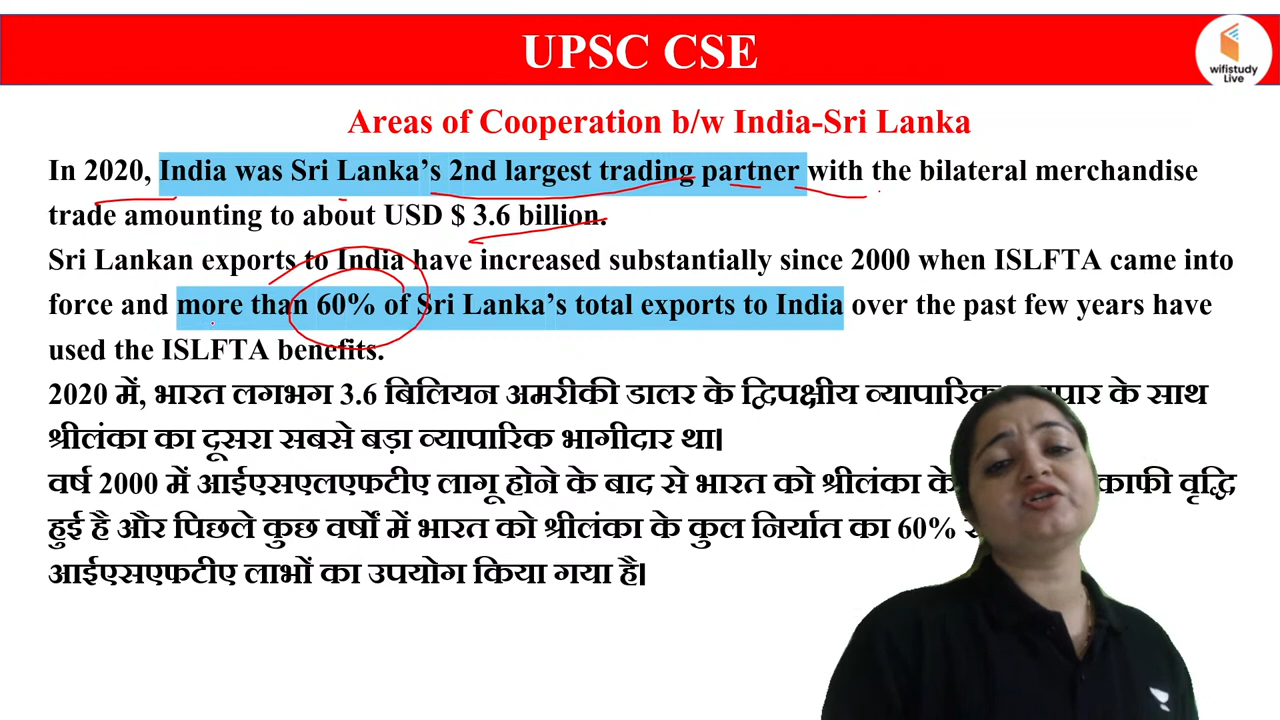 UPSC CSE
wifistudy
Live
Areas of Cooperation b/w India-Sri Lanka
In 2020, India was Sri Lanka’s 2nd largest trading partner with the bilateral merchandise
trade amounting to about USD $ 3.6 billion.
Sri Lankan exports to India have increased substantially since 2000 when ISLFTA came into
force and more than 60% of Sri Lanka’s total exports to India over the past few years have
used the ISLFTA benefits.
2020 में, भारत लगभग 3.6 बिलियन अमरीकी डालर के द्विपक्षीय व्यापारिक के साथ
श्रीलंका का दूसरा सबसे बड़ा व्यापारिक भागीदार था।
वर्ष 2000 में आईएसएलएफटीए लागू होने के बाद से भारत को श्रीलंका के काफी वृद्धि
हुई है और पिछले कुछ वर्षों में भारत को श्रीलंका के कुल निर्यात का 60%
आईएसएफटीए लाभों का उपयोग किया गया है।